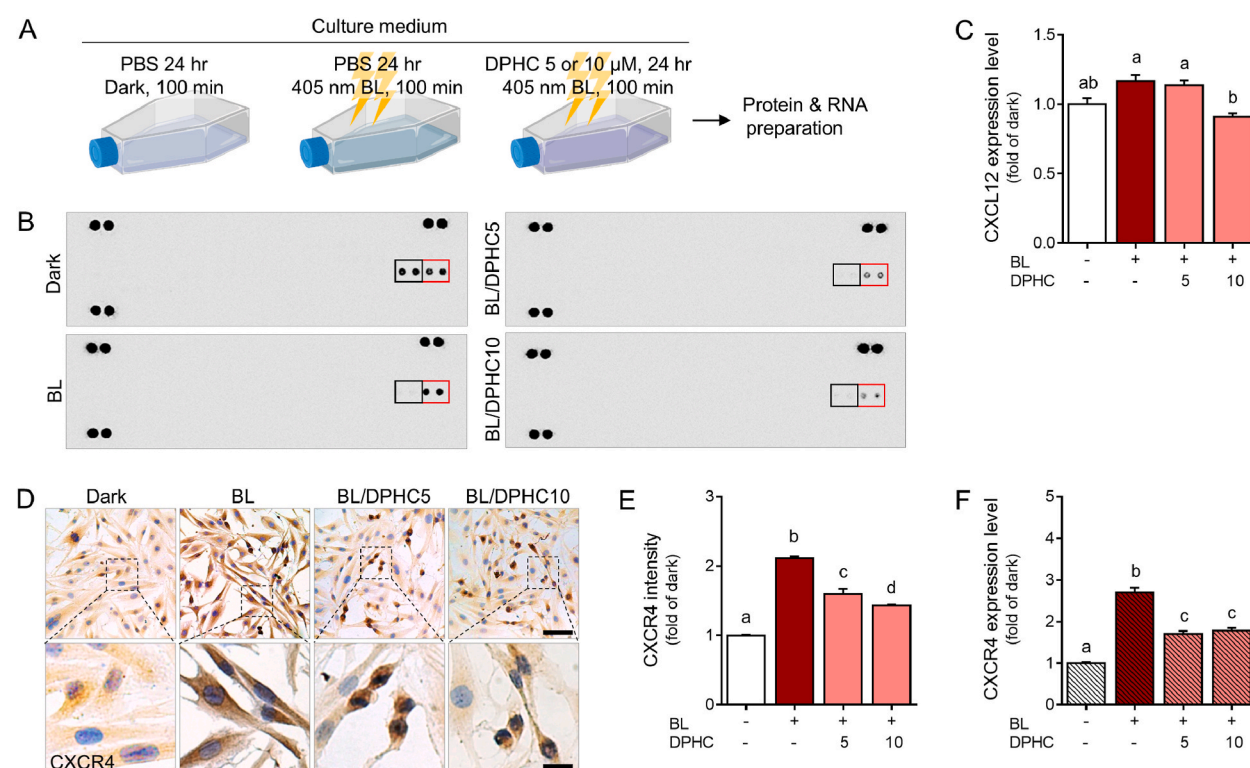 A
Culture medium
PBS 24 hr
Dark, 100 min
PBS 24 hr
405 nm BL, 100 min
DPHC 5 or 10 µM, 24 hr
405 nm BL, 100 min
Protein & RNA
preparation
B
Dark
BL/DPHC5
BL
BL/DPHC10
C
CXCL12 expression level
(fold of dark)
1.5
1.0
0.5
0.0
ab
a
a
b
BL - + + +
DPHC - - 5 10
D
Dark BL BL/DPHC5 BL/DPHC10
CXCR4
E
CXCR4 intensity
(fold of dark)
3
2
1
0
a
b
c
d
BL - + + +
DPHC - - 5 10
F
CXCR4 expression level
(fold of dark)
5
4
3
2
1
0
a
b
c
c
BL - + + +
DPHC - - 5 10